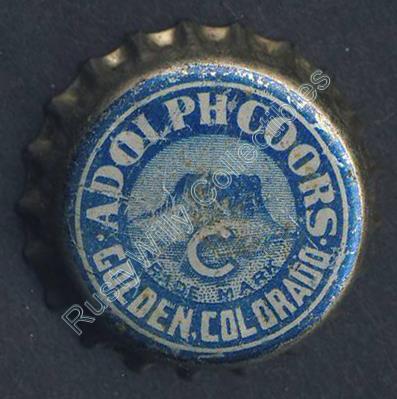 ADOLPH COORS
C
TRADE MARK
GOLDEN, COLORADO
Rusty Willy Collectibles